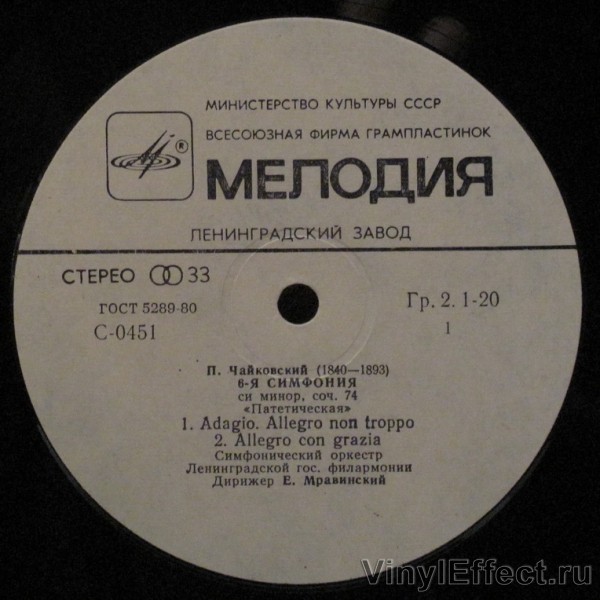 МИНИСТЕРСТВО КУЛЬТУРЫ СССР
ВСЕСОЮЗНАЯ ФИРМА ГРАМПЛАСТИНОК
®
МЕЛОДИЯ
ЛЕНИНГРАДСКИЙ ЗАВОД
СТЕРЕО 33
ГОСТ 5289-80
С-0451
Гр. 2. 1-20
1
П. Чайковский (1840—1893)
6-Я СИМФОНИЯ
си минор, соч. 74
«Патетическая»
1. Adagio. Allegro non troppo
2. Allegro con grazia
Симфонический оркестр
Ленинградской гос. филармонии
Дирижер Е. Мравинский
VinylEffect.ru